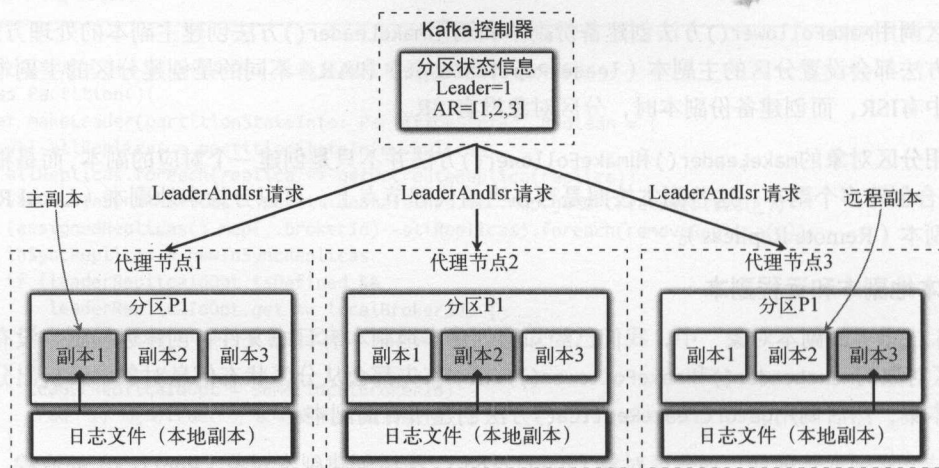 Kafka控制器
分区状态信息
Leader=1
AR=[1,2,3]
主副本
LeaderAndIsr请求
LeaderAndIsr请求
LeaderAndIsr请求
远程副本
代理节点1
代理节点2
代理节点3
分区P1
分区P1
分区P1
副本1
副本2
副本3
副本1
副本2
副本3
副本1
副本2
副本3
日志文件（本地副本）
日志文件（本地副本）
日志文件（本地副本）